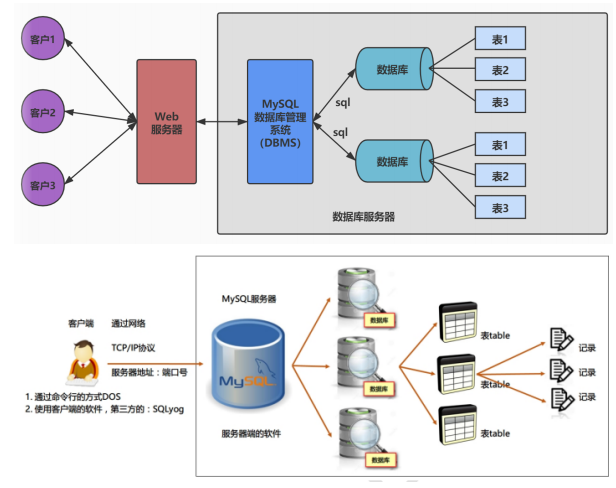 客户1
客户2
客户3
Web
服务器
MySQL
数据库管理
系统
(DBMS)
sql
sql
数据库
数据库
表1
表2
表3
表1
表2
表3
数据库服务器
客户端 通过网络
TCP/IP协议
服务器地址：端口号
1. 通过命令行的方式DOS
2. 使用客户端的软件，第三方的：SQLyog
MySQL服务器
MySQL
服务器端的软件
数据库
数据库
数据库
表table
表table
表table
记录
记录
记录